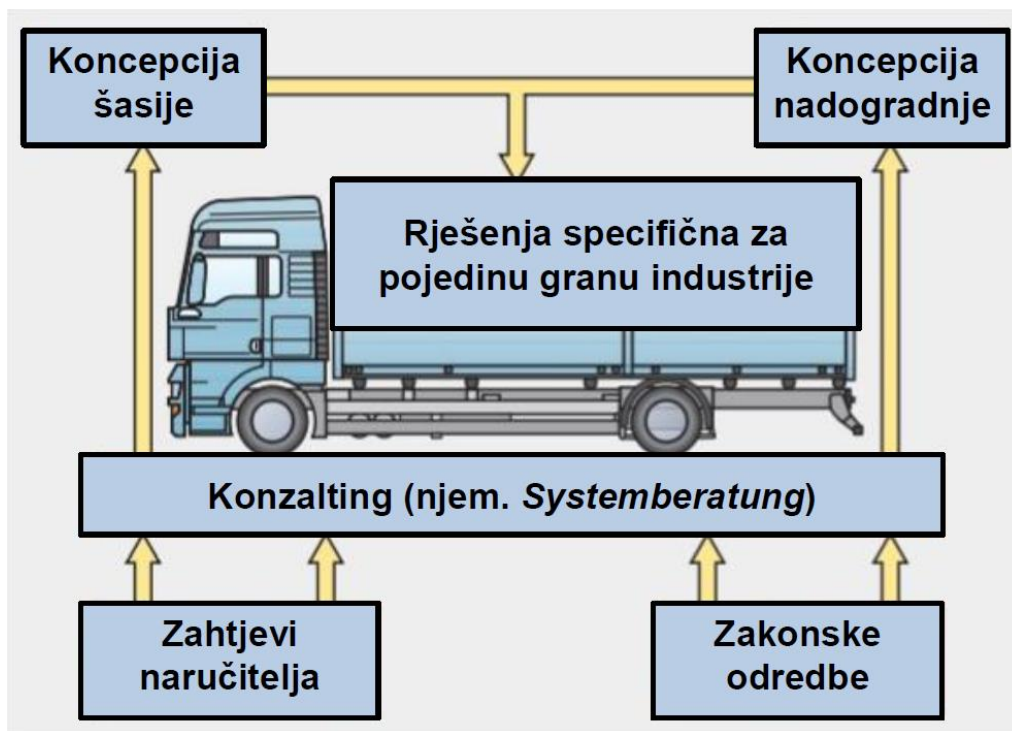 Koncepcija
šasije
Koncepcija
nadogradnje
Rješenja specifična za
pojedinu granu industrije
Konzalting (njem. Systemberatung)
Zahtjevi
naručitelja
Zakonske
odredbe